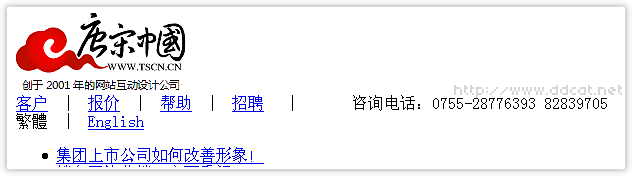 唐宋中國
WWW.TSCN.CN
创于 2001 年的网站互动设计公司
http://www.ddcat.net
客户 | 报价 | 帮助 | 招聘 | 咨询电话: 0755-28776393 82839705
繁體 | English
集团上市公司如何改善形象!